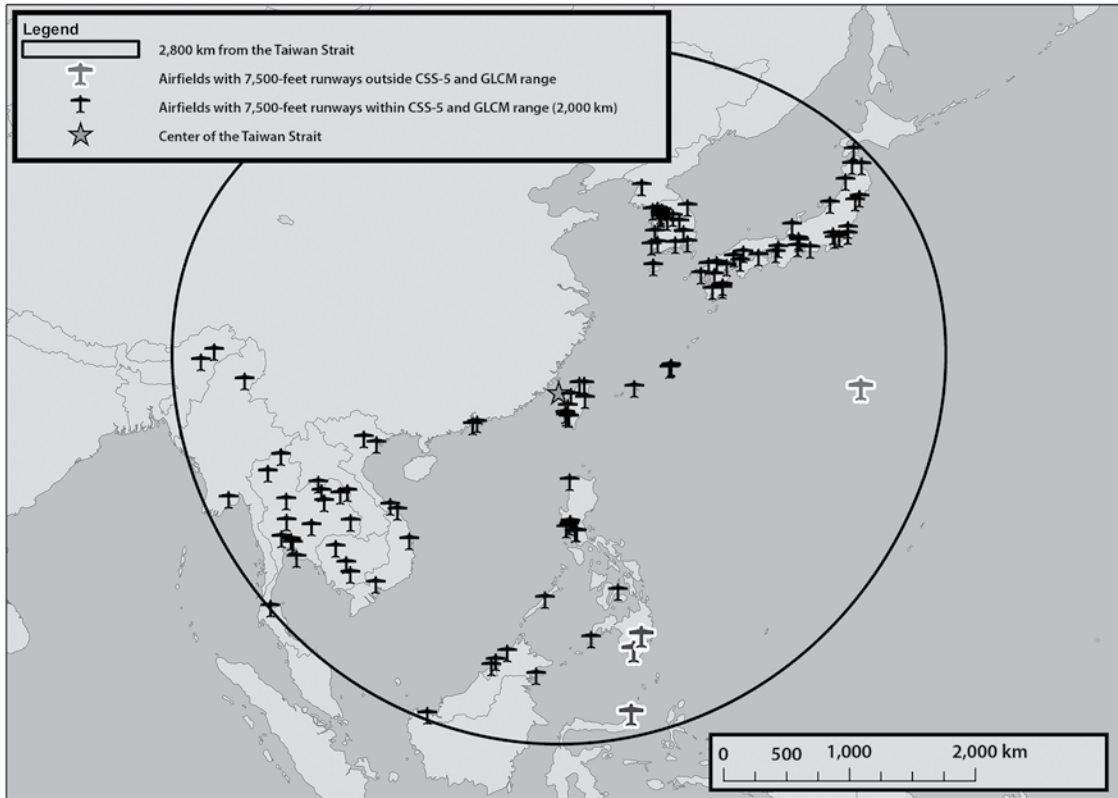 Legend
2,800 km from the Taiwan Strait
Airfields with 7,500-feet runways outside CSS-5 and GLCM range
Airfields with 7,500-feet runways within CSS-5 and GLCM range (2,000 km)
Center of the Taiwan Strait
0 500 1,000 2,000 km